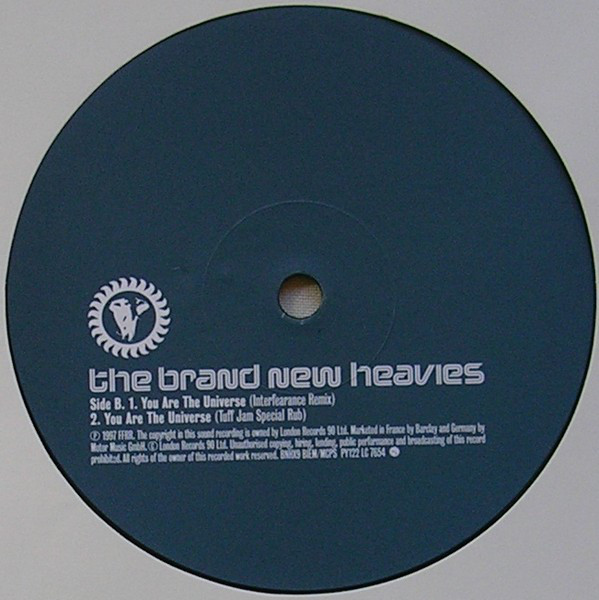 the brand new heavies
Side B. 1. You Are The Universe (Interfearance Remix)
2. You Are The Universe (Tuff Jam Special Rub)
℗ 1997 FFRR. The copyright in this sound recording is owned by London Records 90 Ltd. Marketed in France by Barclay and Germany by
Motor Music GmbH. © London Records 90 Ltd. Unauthorised copying, hiring, lending, public performance and broadcasting of this record
prohibited. All rights of the owner of this recorded work reserved. BNHX9 BIEM/MCPS PY122 LC 7654